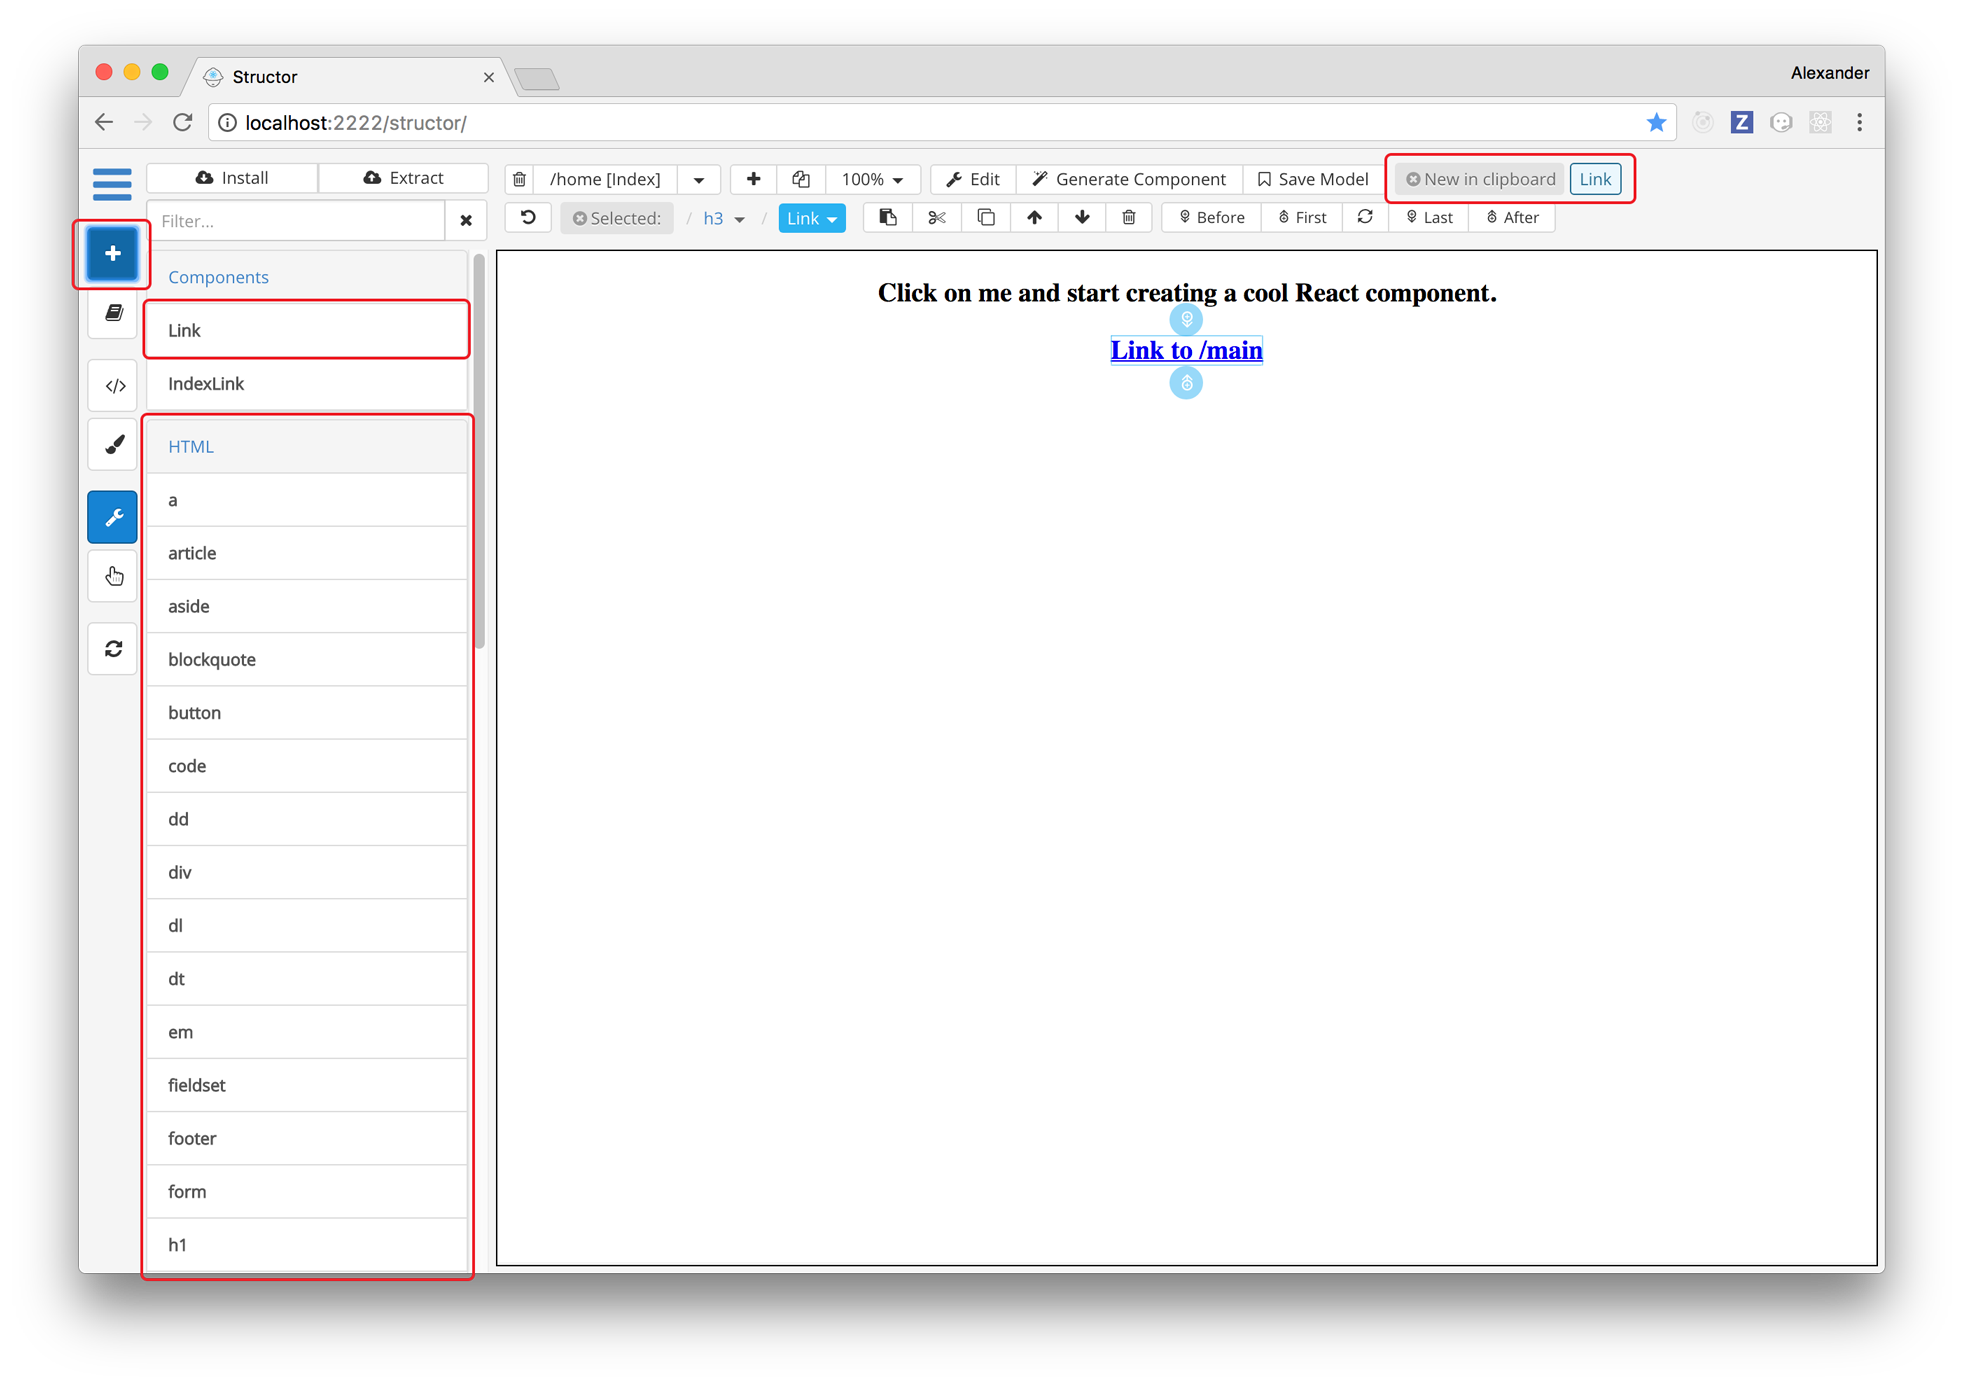 Structor
Alexander
localhost:2222/structor/
Install
Extract
/home [Index]
100%
Edit
Generate Component
Save Model
New in clipboard
Link
Filter...
Selected:
/ h3
/ Link
Before
First
Last
After
Components
Link
IndexLink
HTML
a
article
aside
blockquote
button
code
dd
div
dl
dt
em
fieldset
footer
form
h1
Click on me and start creating a cool React component.
Link to /main
Z